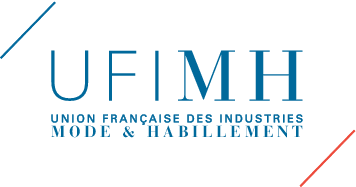 UFIMH
UNION FRANÇAISE DES INDUSTRIES
MODE & HABILLEMENT